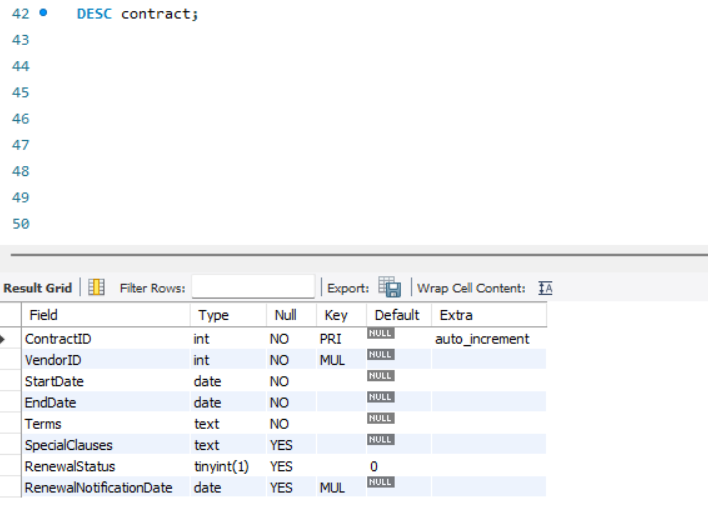 42 DESC contract;
43
44
45
46
47
48
49
50
Result Grid Filter Rows: Export: Wrap Cell Content: IA
Field Type Null Key Default Extra
ContractID int NO PRI NULL auto_increment
VendorID int NO MUL NULL
StartDate date NO NULL
EndDate date NO NULL
Terms text NO NULL
SpecialClauses text YES NULL
RenewalStatus tinyint(1) YES 0
RenewalNotificationDate date YES MUL NULL